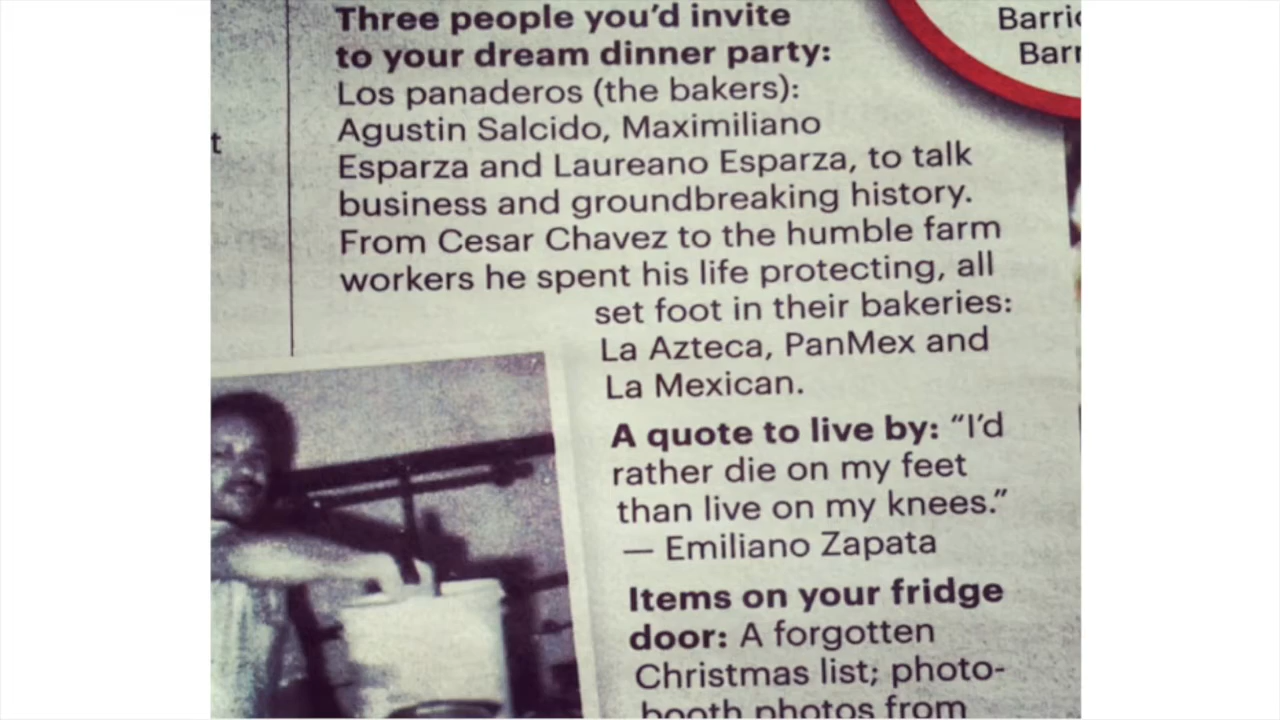 Three people you'd invite
to your dream dinner party:
Los panaderos (the bakers):
Agustin Salcido, Maximiliano
Esparza and Laureano Esparza, to talk
business and groundbreaking history.
From Cesar Chavez to the humble farm
workers he spent his life protecting, all
set foot in their bakeries:
La Azteca, PanMex and
La Mexican.
A quote to live by: "I'd
rather die on my feet
than live on my knees."
— Emiliano Zapata
Items on your fridge
door: A forgotten
Christmas list; photo-
booth photos from
t